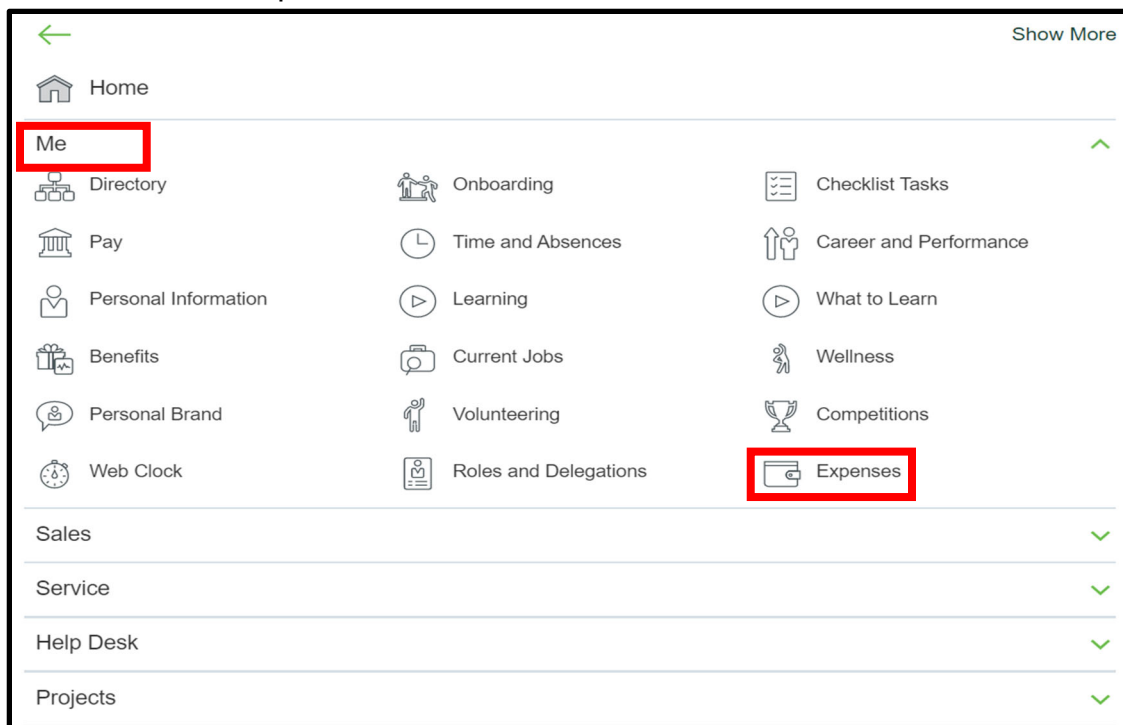 Show More
Home
Me
Directory Onboarding Checklist Tasks
Pay Time and Absences Career and Performance
Personal Information Learning What to Learn
Benefits Current Jobs Wellness
Personal Brand Volunteering Competitions
Web Clock Roles and Delegations Expenses
Sales
Service
Help Desk
Projects